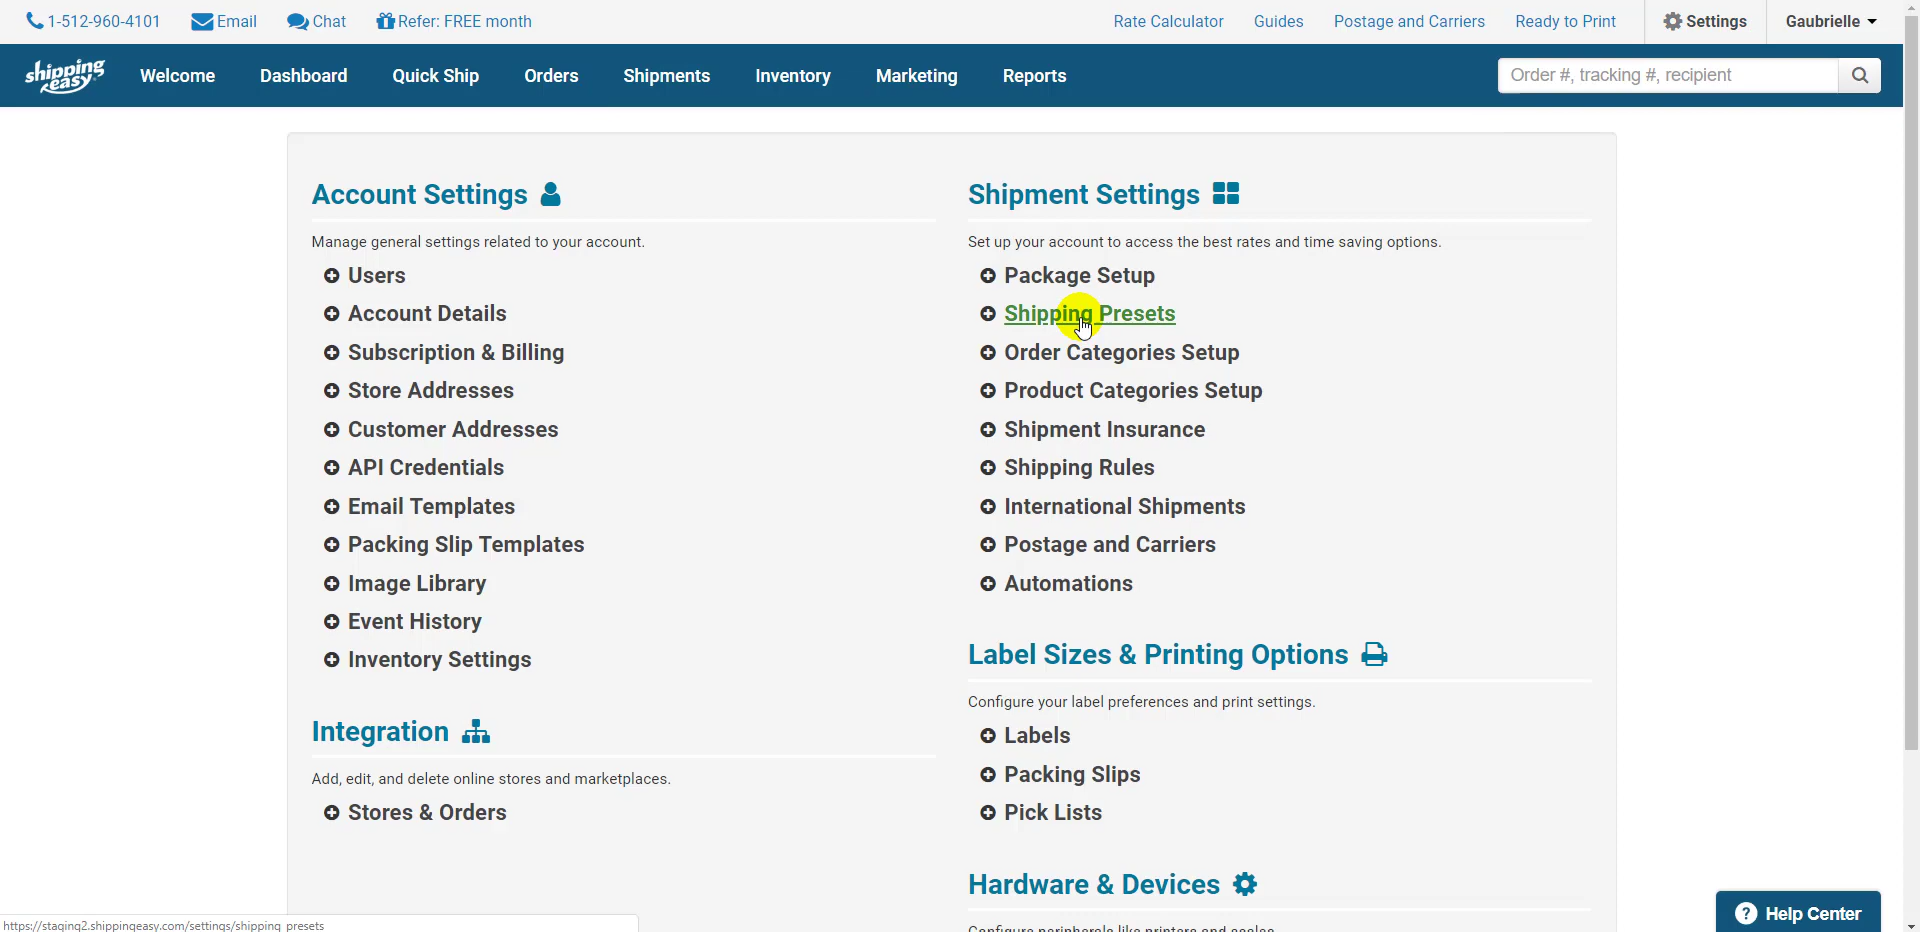 1-512-960-4101 Email Chat Refer: FREE month Rate Calculator Guides Postage and Carriers Ready to Print Settings Gaubrielle
shipping easy Welcome Dashboard Quick Ship Orders Shipments Inventory Marketing Reports Order #, tracking #, recipient
Account Settings
Manage general settings related to your account.
Users
Account Details
Subscription & Billing
Store Addresses
Customer Addresses
API Credentials
Email Templates
Packing Slip Templates
Image Library
Event History
Inventory Settings
Integration
Add, edit, and delete online stores and marketplaces.
Stores & Orders
Shipment Settings
Set up your account to access the best rates and time saving options.
Package Setup
Shipping Presets
Order Categories Setup
Product Categories Setup
Shipment Insurance
Shipping Rules
International Shipments
Postage and Carriers
Automations
Label Sizes & Printing Options
Configure your label preferences and print settings.
Labels
Packing Slips
Pick Lists
Hardware & Devices
Configure peripherals like printers and scales.
Help Center
https://staging2.shippingeasy.com/settings/shipping_presets